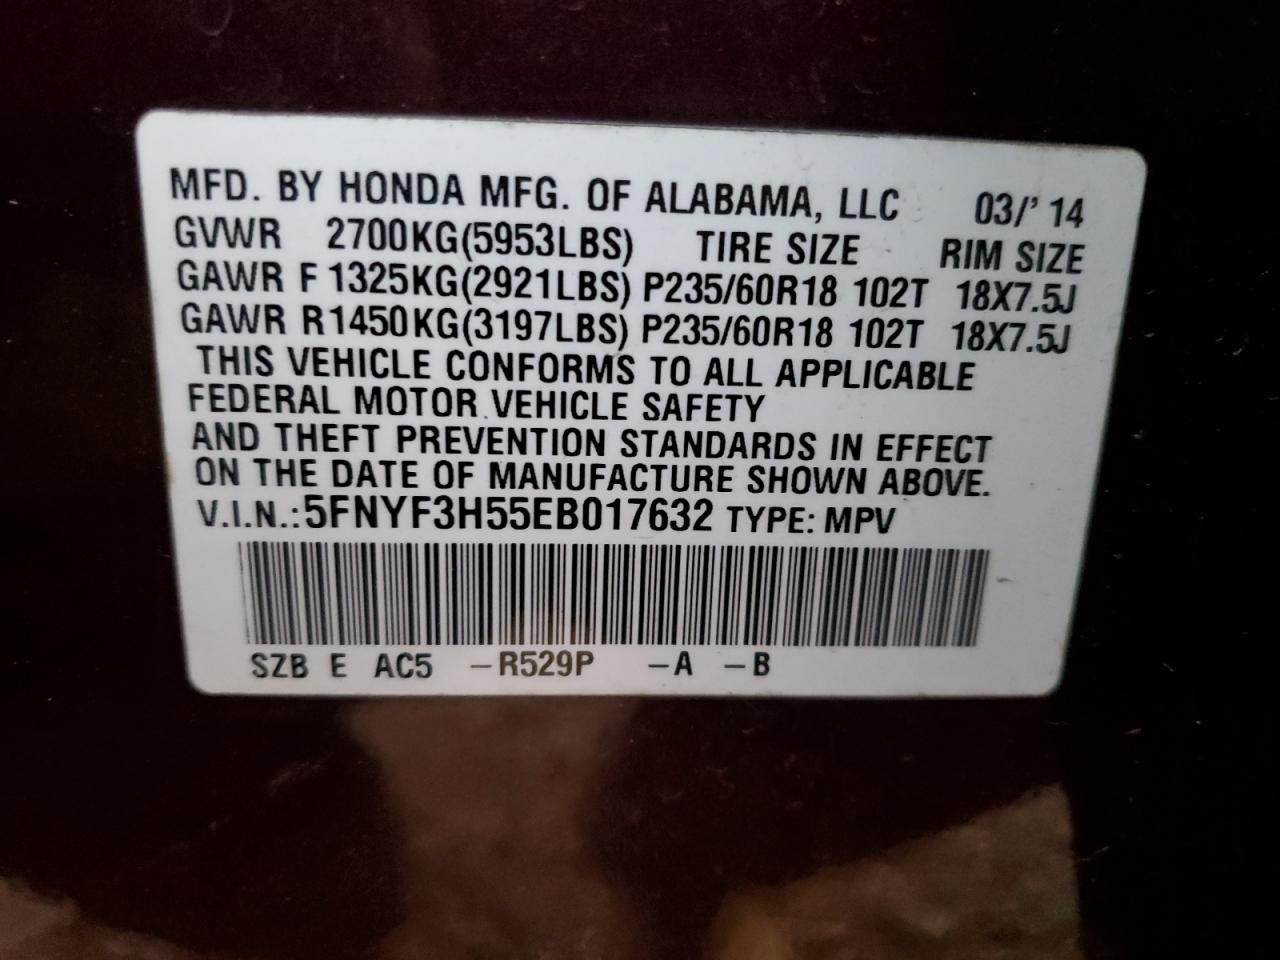 MFD. BY HONDA MFG. OF ALABAMA, LLC 03/' 14
GVWR 2700KG(5953LBS) TIRE SIZE RIM SIZE
GAWR F 1325KG(2921LBS) P235/60R18 102T 18X7.5J
GAWR R1450KG(3197LBS) P235/60R18 102T 18X7.5J
THIS VEHICLE CONFORMS TO ALL APPLICABLE
FEDERAL MOTOR VEHICLE SAFETY
AND THEFT PREVENTION STANDARDS IN EFFECT
ON THE DATE OF MANUFACTURE SHOWN ABOVE.
V.I.N.:5FNYF3H55EB017632 TYPE: MPV
SZB E AC5 -R529P -A -B